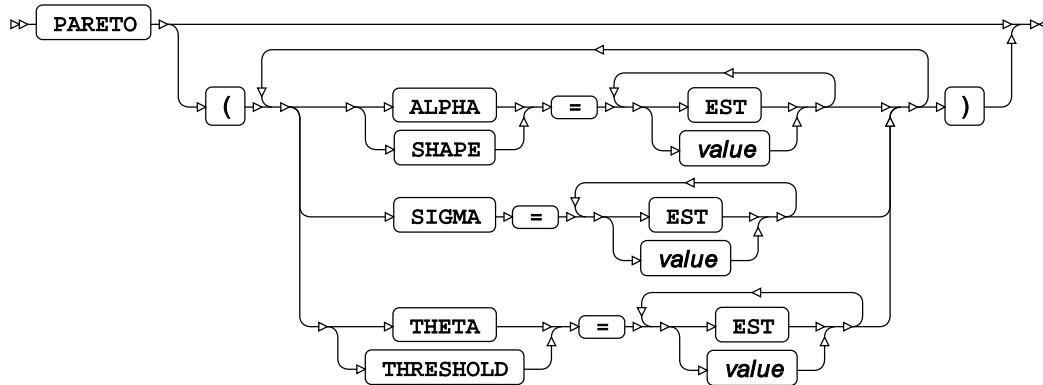 PARETO
( ALPHA = EST )
SHAPE value
SIGMA = EST
value
THETA = EST
THRESHOLD value